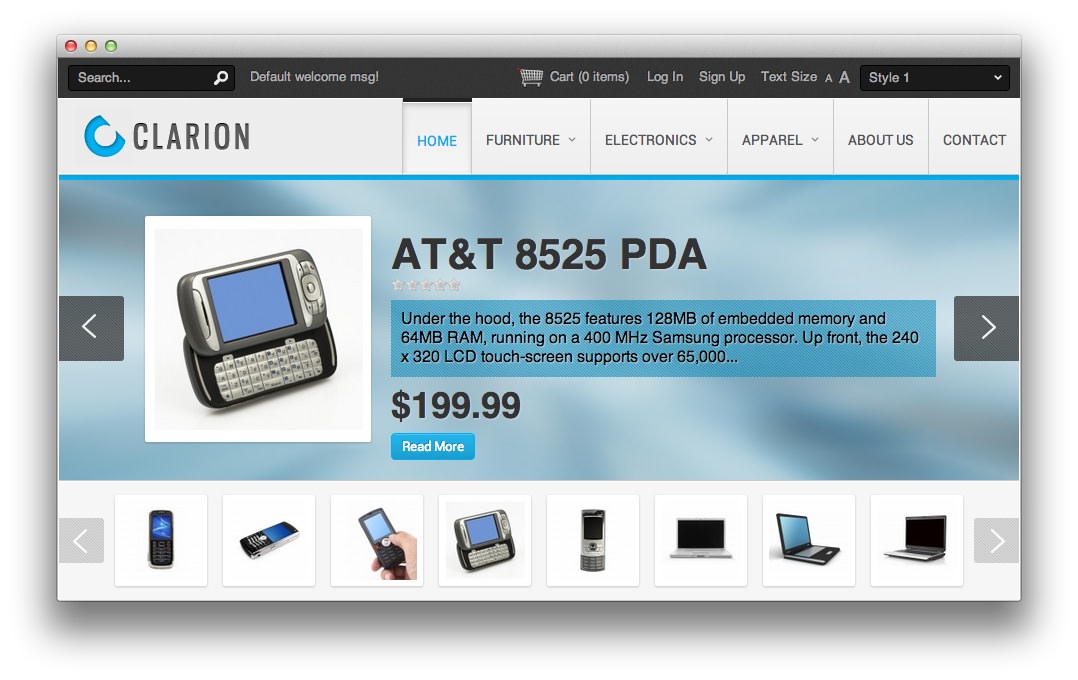 Search...
Default welcome msg!
Cart (0 items)
Log In
Sign Up
Text Size A A
Style 1
CLARION
HOME
FURNITURE
ELECTRONICS
APPAREL
ABOUT US
CONTACT
AT&T 8525 PDA
Under the hood, the 8525 features 128MB of embedded memory and
64MB RAM, running on a 400 MHz Samsung processor. Up front, the 240
x 320 LCD touch-screen supports over 65,000...
$199.99
Read More